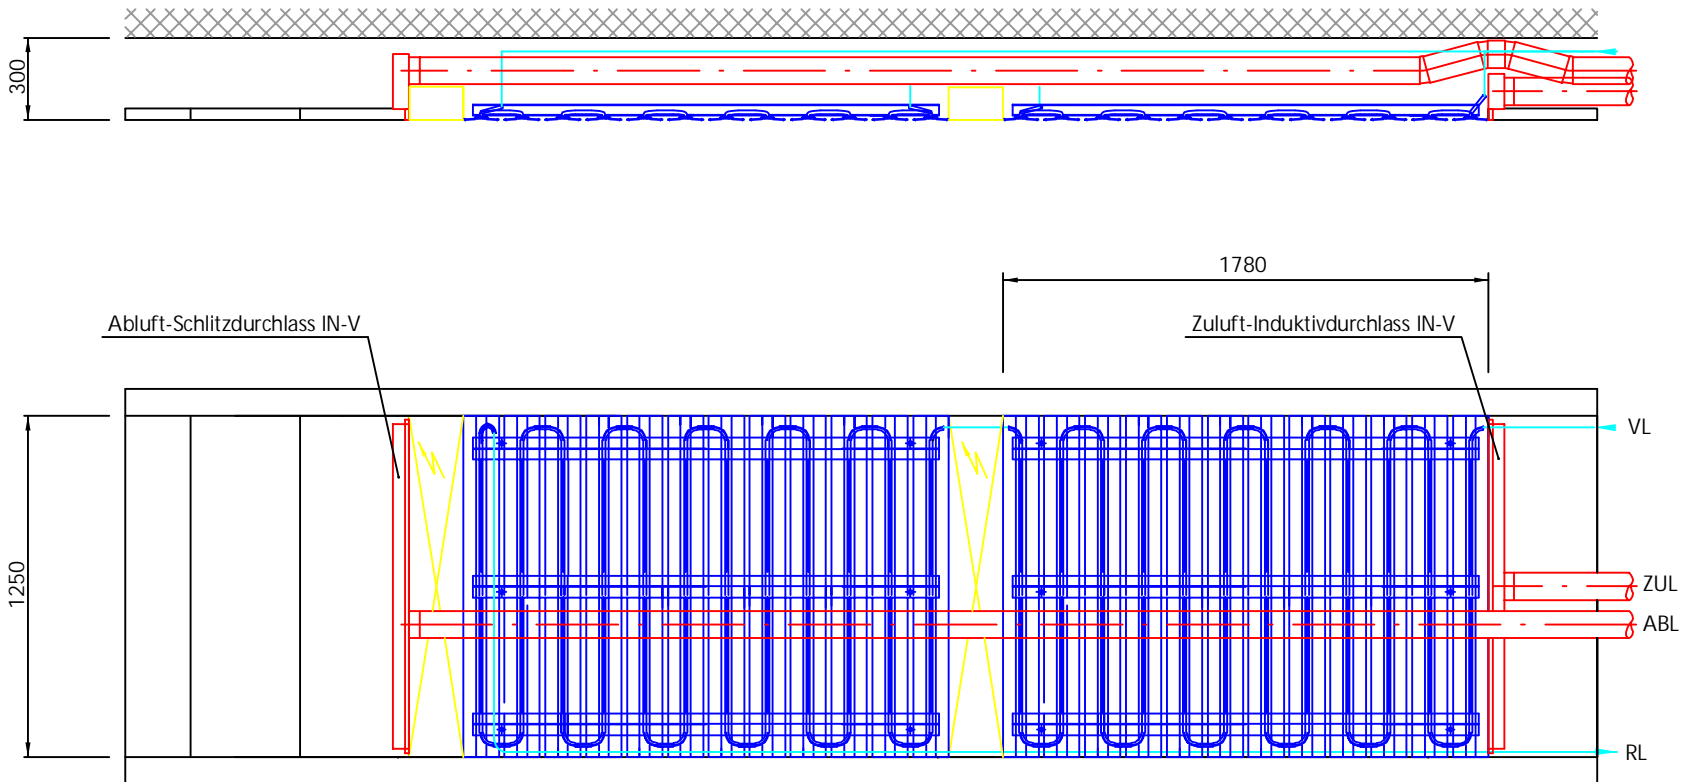 300
1780
Abluft-Schlitzdurchlass IN-V
Zuluft-Induktivdurchlass IN-V
VL
1250
ZUL
ABL
RL